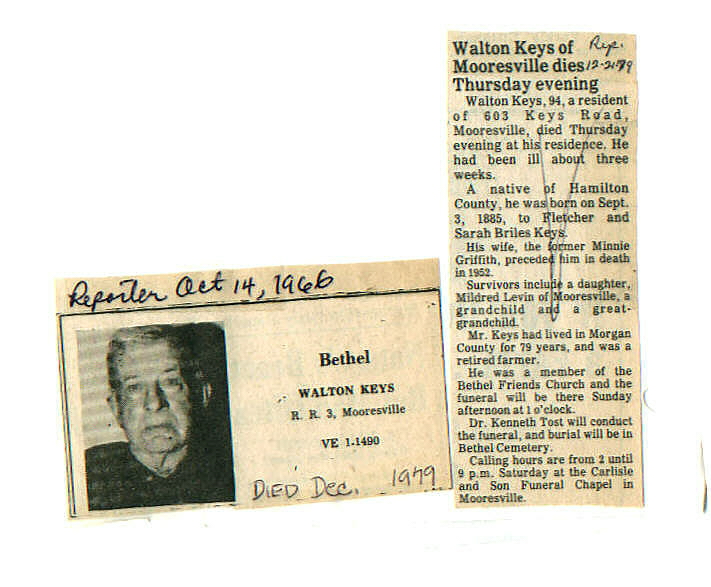 Reporter Oct 14, 1966
Bethel
WALTON KEYS
R. R. 3, Mooresville
VE 1-1490
DIED Dec. 1979
Walton Keys of
Mooresville dies
Thursday evening
Rep.
12-21-79
Walton Keys, 94, a resident
of 603 Keys Road,
Mooresville, died Thursday
evening at his residence. He
had been ill about three
weeks.
A native of Hamilton
County, he was born on Sept.
3, 1885, to Fletcher and
Sarah Briles Keys.
His wife, the former Minnie
Griffith, preceded him in death
in 1952.
Survivors include a daughter,
Mildred Levin of Mooresville, a
grandchild and a great-
grandchild.
Mr. Keys had lived in Morgan
County for 79 years, and was a
retired farmer.
He was a member of the
Bethel Friends Church and the
funeral will be there Sunday
afternoon at 1 o'clock.
Dr. Kenneth Tost will conduct
the funeral, and burial will be in
Bethel Cemetery.
Calling hours are from 2 until
9 p.m. Saturday at the Carlisle
and Son Funeral Chapel in
Mooresville.